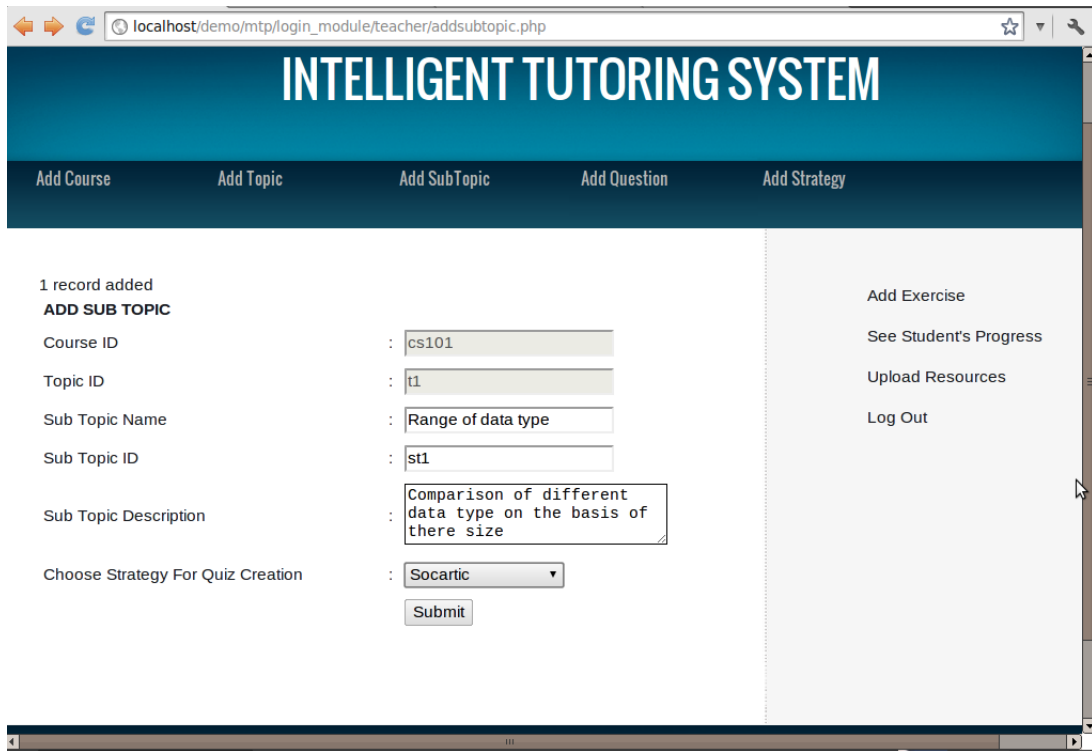 localhost/demo/mtp/login_module/teacher/addsubtopic.php
INTELLIGENT TUTORING SYSTEM
Add Course Add Topic Add SubTopic Add Question Add Strategy
1 record added
ADD SUB TOPIC
Course ID : cs101
Topic ID : t1
Sub Topic Name : Range of data type
Sub Topic ID : st1
Sub Topic Description :
Comparison of different
data type on the basis of
there size
Choose Strategy For Quiz Creation : Socartic
Submit
Add Exercise
See Student's Progress
Upload Resources
Log Out